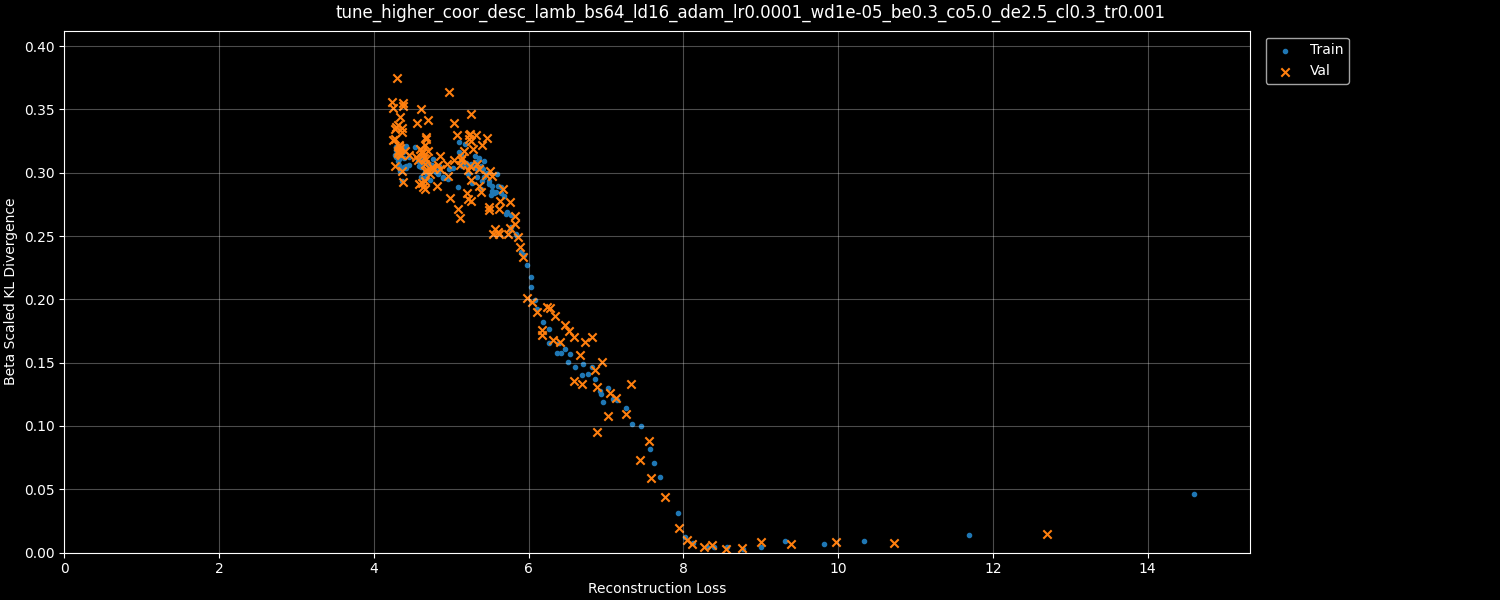 tune_higher_coor_desc_lamb_bs64_ld16_adam_lr0.0001_wd1e-05_be0.3_co5.0_de2.5_cl0.3_tr0.001
Train
Val
Beta Scaled KL Divergence
0.40
0.35
0.30
0.25
0.20
0.15
0.10
0.05
0.00
0 2 4 6 8 10 12 14
Reconstruction Loss